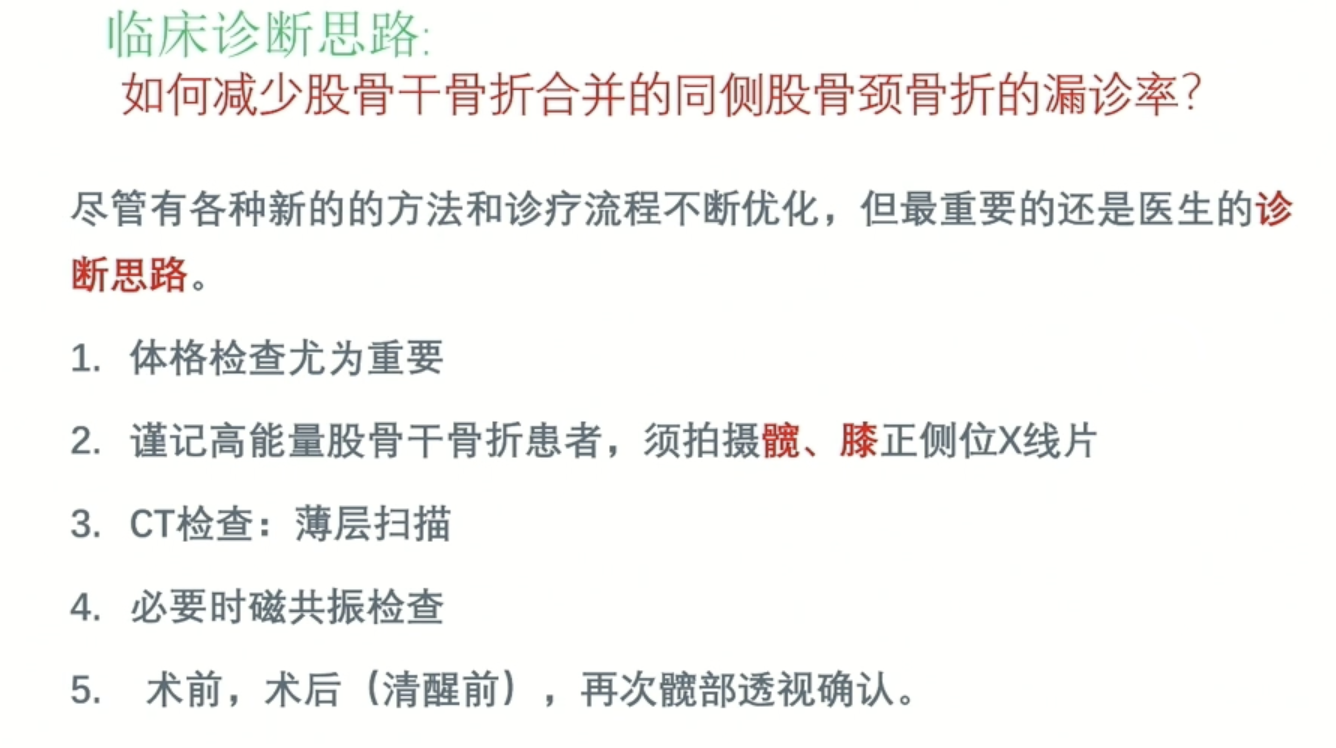 临床诊断思路:
如何减少股骨干骨折合并的同侧股骨颈骨折的漏诊率?
尽管有各种新的的方法和诊疗流程不断优化，但最重要的还是医生的诊
断思路。
1. 体格检查尤为重要
2. 谨记高能量股骨干骨折患者，须拍摄髋、膝正侧位X线片
3. CT检查：薄层扫描
4. 必要时磁共振检查
5. 术前，术后（清醒前），再次髋部透视确认。